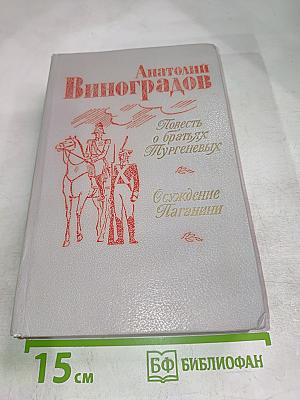 Анатолий
Виноградов
Повесть
о братьях
Тургеневых
Осуждение
Паганини
15 см
БФ БИБЛИОФАН